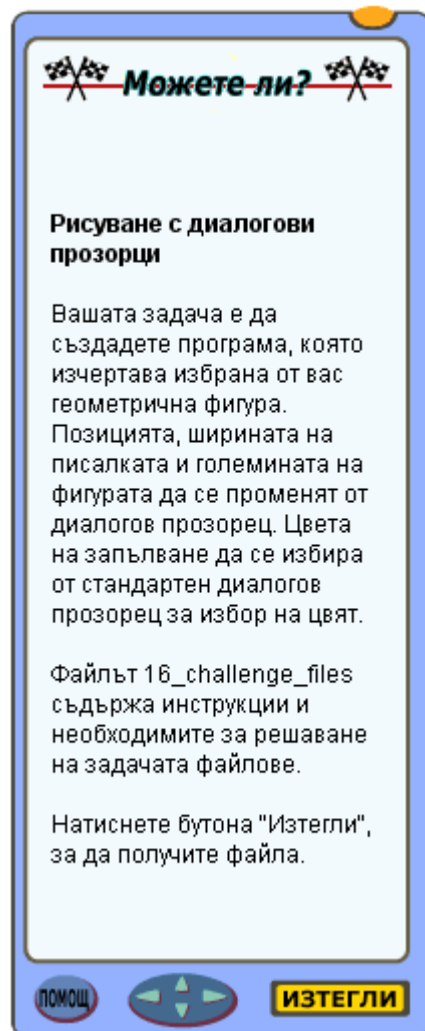 Можете ли?
Рисуване с диалогови
прозорци
Вашата задача е да
създадете програма, която
изчертава избрана от вас
геометрична фигура.
Позицията, ширината на
писалката и големината на
фигурата да се променят от
диалогов прозорец. Цвета
на запълване да се избира
от стандартен диалогов
прозорец за избор на цвят.
Файлът 16_challenge_files
съдържа инструкции и
необходимите за решаване
на задачата файлове.
Натиснете бутона "Изтегли",
за да получите файла.
ПОМОЩ
ИЗТЕГЛИ